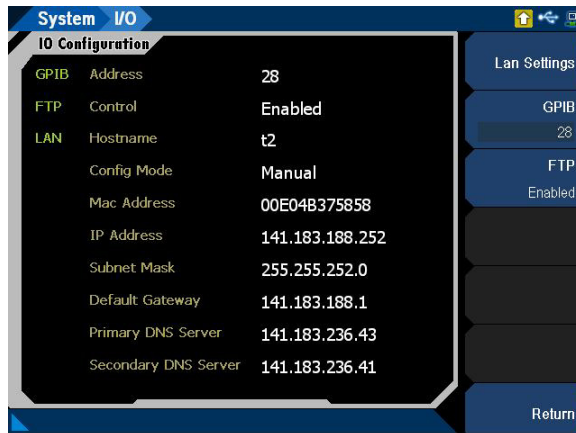 System I/O
IO Configuration
GPIB Address 28
FTP Control Enabled
LAN Hostname t2
Config Mode Manual
Mac Address 00E04B375858
IP Address 141.183.188.252
Subnet Mask 255.255.252.0
Default Gateway 141.183.188.1
Primary DNS Server 141.183.236.43
Secondary DNS Server 141.183.236.41
Lan Settings
GPIB
28
FTP
Enabled
Return